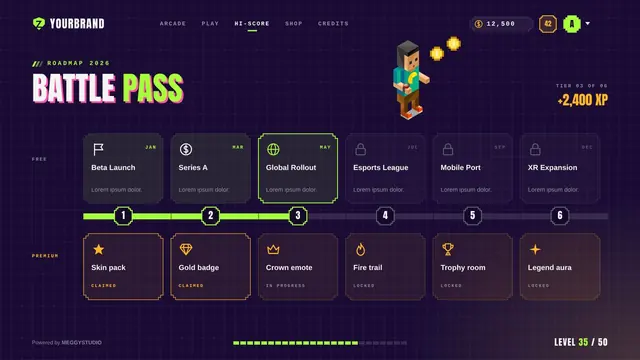 YOURBRAND
ARCADE PLAY HI-SCORE SHOP CREDITS
12,500
42
A
ROADMAP 2026
BATTLE PASS
TIER 03 OF 06
+2,400 XP
FREE
JAN
Beta Launch
Lorem ipsum dolor.
MAR
Series A
Lorem ipsum dolor.
MAY
Global Rollout
Lorem ipsum dolor.
Esports League
Lorem ipsum dolor.
SEP
Mobile Port
Lorem ipsum dolor.
DEC
XR Expansion
Lorem ipsum dolor.
1 2 3 4 5 6
PREMIUM
Skin pack
CLAIMED
Gold badge
CLAIMED
Crown emote
IN PROGRESS
Fire trail
LOCKED
Trophy room
LOCKED
Legend aura
LOCKED
Powered by MEGGYSTUDIO
LEVEL 35 / 50